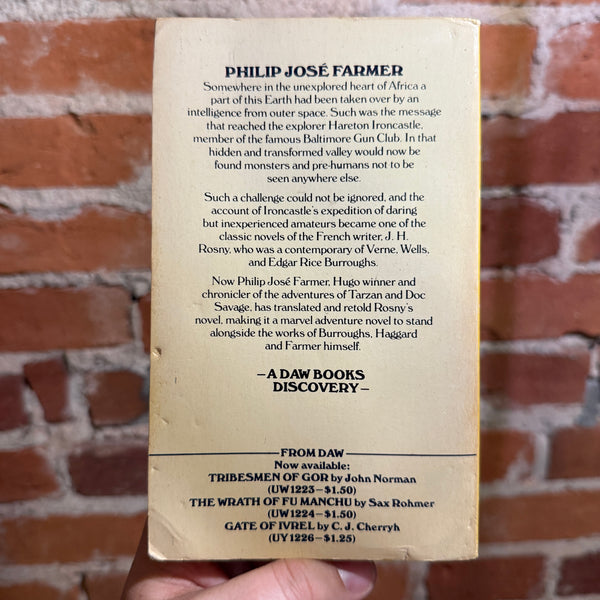 PHILIP JOSÉ FARMER
Somewhere in the unexplored heart of Africa a
part of this Earth had been taken over by an
intelligence from outer space. Such was the message
that reached the explorer Hareton Ironcastle,
member of the famous Baltimore Gun Club. In that
hidden and transformed valley would now be
found monsters and pre-humans not to be
seen anywhere else.
Such a challenge could not be ignored, and the
account of Ironcastle's expedition of daring
but inexperienced amateurs became one of the
classic novels of the French writer, J. H.
Rosny, who was a contemporary of Verne, Wells,
and Edgar Rice Burroughs.
Now Philip José Farmer, Hugo winner and
chronicler of the adventures of Tarzan and Doc
Savage, has translated and retold Rosny's
novel, making it a marvel adventure novel to stand
alongside the works of Burroughs, Haggard
and Farmer himself.
–A DAW BOOKS
DISCOVERY–
FROM DAW
Now available:
TRIBESMEN OF GOR by John Norman
(UW1223–$1.50)
THE WRATH OF FU MANCHU by Sax Rohmer
(UW1224–$1.50)
GATE OF IVREL by C. J. Cherryh
(UY1226–$1.25)